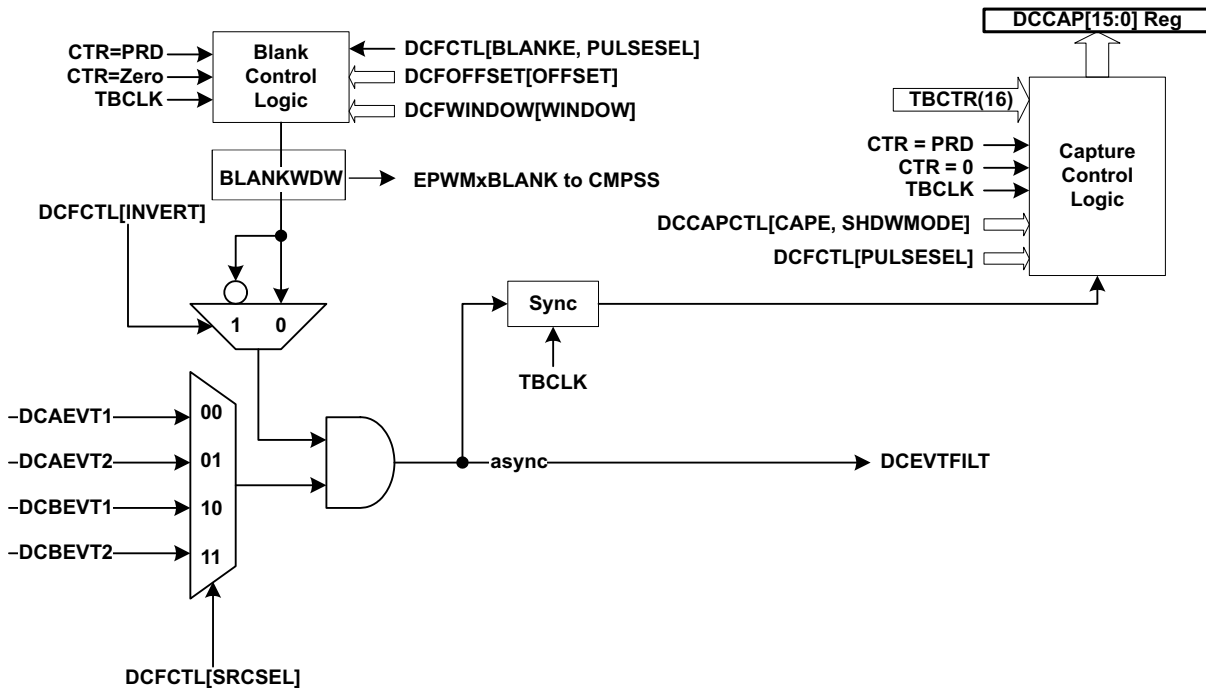 DCCAP[15:0] Reg
CTR=PRD
CTR=Zero
TBCLK
Blank
Control
Logic
DCFCTL[BLANKE, PULSESEL]
DCFOFFSET[OFFSET]
DCFWINDOW[WINDOW]
TBCTR(16)
CTR = PRD
CTR = 0
TBCLK
Capture
Control
Logic
BLANKWDW
EPWMxBLANK to CMPSS
DCFCTL[INVERT]
DCCAPCTL[CAPE, SHDWMODE]
DCFCTL[PULSESEL]
1 0
Sync
TBCLK
–DCAEVT1
–DCAEVT2
–DCBEVT1
–DCBEVT2
00
01
10
11
async
DCEVTFILT
DCFCTL[SRCSEL]